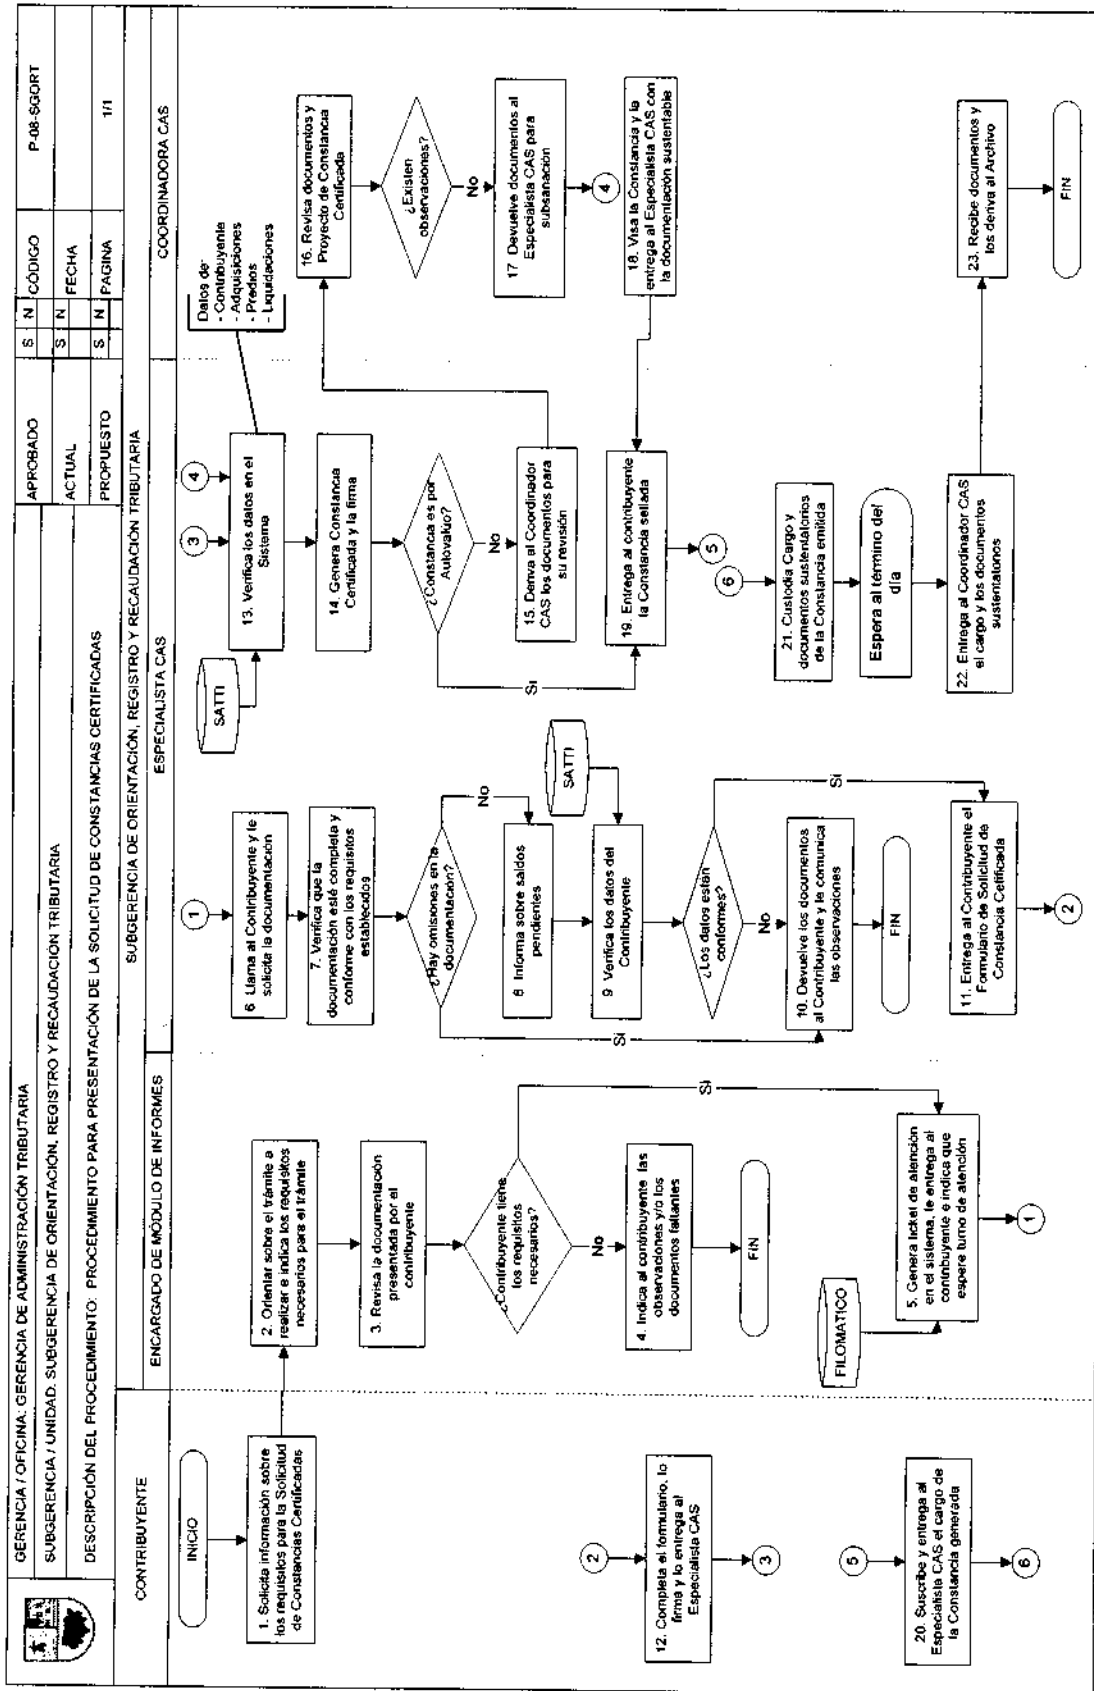 GERENCIA / OFICINA: GERENCIA DE ADMINISTRACIÓN TRIBUTARIA
SUBGERENCIA / UNIDAD: SUBGERENCIA DE ORIENTACIÓN, REGISTRO Y RECAUDACIÓN TRIBUTARIA
DESCRIPCIÓN DEL PROCEDIMIENTO: PROCEDIMIENTO PARA PRESENTACIÓN DE LA SOLICITUD DE CONSTANCIAS CERTIFICADAS
APROBADO
S N
CÓDIGO
P-08-SGORT
ACTUAL
S N
FECHA
PROPUESTO
S N
PAGINA
1/1
SUBGERENCIA DE ORIENTACIÓN, REGISTRO Y RECAUDACIÓN TRIBUTARIA
CONTRIBUYENTE
ENCARGADO DE MÓDULO DE INFORMES
ESPECIALISTA CAS
COORDINADORA CAS
INICIO
1. Solicita información sobre
los requisitos para la Solicitud
de Constancias Certificadas
2
12. Completa el formulario, lo
firma y lo entrega al
Especialista CAS
3
5
20. Suscribe y entrega al
Especialista CAS el cargo de
la Constancia generada
6
2. Orientar sobre el trámite a
realizar e indica los requisitos
necesarios para el trámite
3. Revisa la documentación
presentada por el
contribuyente
¿Contribuyente tiene
los requisitos
necesarios?
No
Si
4. Indica al contribuyente las
observaciones y/o los
documentos faltantes
FIN
FILOMATICO
5. Genera ticket de atención
en el sistema, le entrega al
contribuyente e indica que
espere turno de atención
1
1
6 Llama al Contribuyente y le
solicita la documentación
7. Verifica que la
documentación esté completa y
conforme con los requisitos
establecidos
¿Hay omisiones en la
documentación?
No
Si
8 Informa sobre saldos
pendientes
SATTI
9 Verifica los datos del
Contribuyente
¿Los datos están
conformes?
No
Si
10. Devuelve los documentos
al Contribuyente y le comunica
las observaciones
FIN
11. Entrega al Contribuyente el
Formulario de Solicitud de
Constancia Cetificada
2
SATTI
3
4
13. Verifica los datos en el
Sistema
14. Genera Constancia
Certificada y la firma
¿Constancia es por
Autovalúo?
No
Si
15. Deriva al Coordinador
CAS los documentos para
su revisión
19. Entrega al contribuyente
la Constancia sellada
5
6
21. Custodia Cargo y
documentos sustentatorios
de la Constancia emitida
Espera al término del
día
22. Entrega al Coordinador CAS
el cargo y los documentos
sustentatorios
Datos de:
- Contribuyente
- Adquisiciones
- Predios
- Liquidaciones
16. Revisa documentos y
Proyecto de Constancia
Certificada
¿Existen
observaciones?
No
17 Devuelve documentos al
Especialista CAS para
subsanación
4
18. Visa la Constancia y la
entrega al Especialista CAS con
la documentación sustentable
23. Recibe documentos y
los deriva al Archivo
FIN